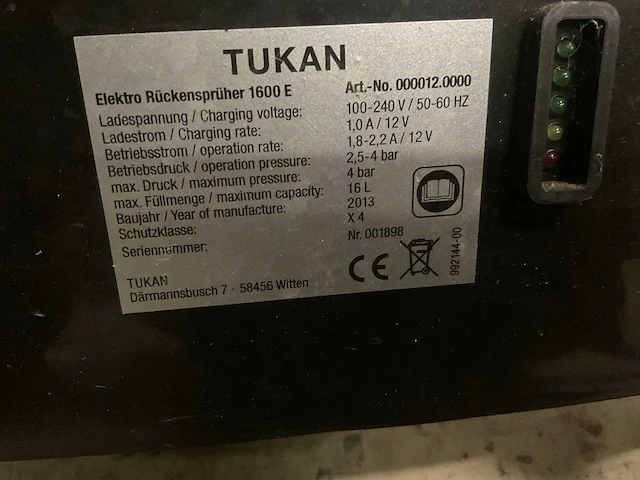 TUKAN
Elektro Rückensprüher 1600 E Art.-No. 000012.0000
Ladespannung / Charging voltage: 100-240 V / 50-60 HZ
Ladestrom / Charging rate: 1,0 A / 12 V
Betriebsstrom / operation rate: 1,8-2,2 A / 12 V
Betriebsdruck / operation pressure: 2,5-4 bar
max. Druck / maximum pressure: 4 bar
max. Füllmenge / maximum capacity: 16 L
Baujahr / Year of manufacture: 2013
Schutzklasse: X 4
Seriennummer: Nr. 001898
CE
992144-00
TUKAN
Därmannsbusch 7 · 58456 Witten